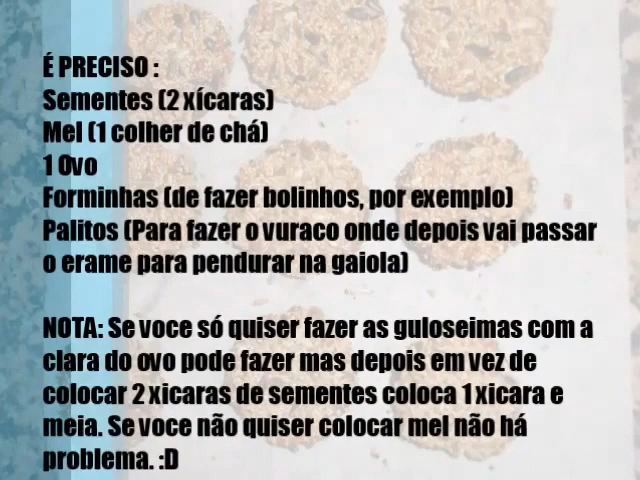 É PRECISO :
Sementes (2 xícaras)
Mel (1 colher de chá)
1 Ovo
Forminhas (de fazer bolinhos, por exemplo)
Palitos (Para fazer o vuraco onde depois vai passar
o erame para pendurar na gaiola)
NOTA: Se voce só quiser fazer as guloseimas com a
clara do ovo pode fazer mas depois em vez de
colocar 2 xicaras de sementes coloca 1 xicara e
meia. Se voce não quiser colocar mel não há
problema. :D